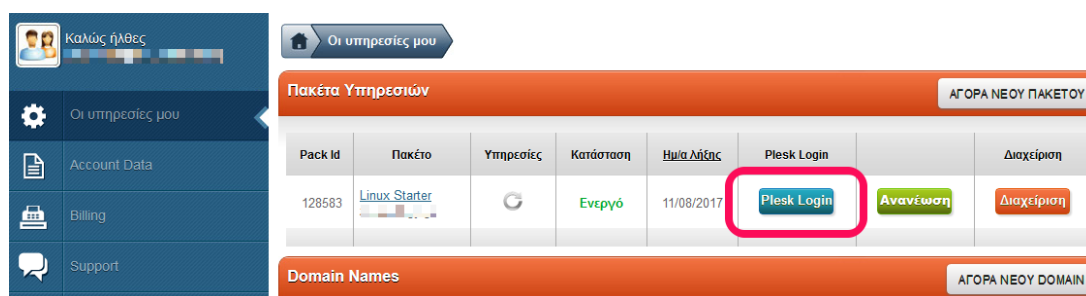 Καλώς ήλθες
Οι υπηρεσίες μου
Account Data
Billing
Support
Οι υπηρεσίες μου
Πακέτα Υπηρεσιών
ΑΓΟΡΑ ΝΕΟΥ ΠΑΚΕΤΟΥ
Pack Id Πακέτο Υπηρεσίες Κατάσταση Ημ/α Λήξης Plesk Login Διαχείριση
128583 Linux Starter Ενεργό 11/08/2017 Plesk Login Ανανέωση Διαχείριση
Domain Names
ΑΓΟΡΑ ΝΕΟΥ DOMAIN